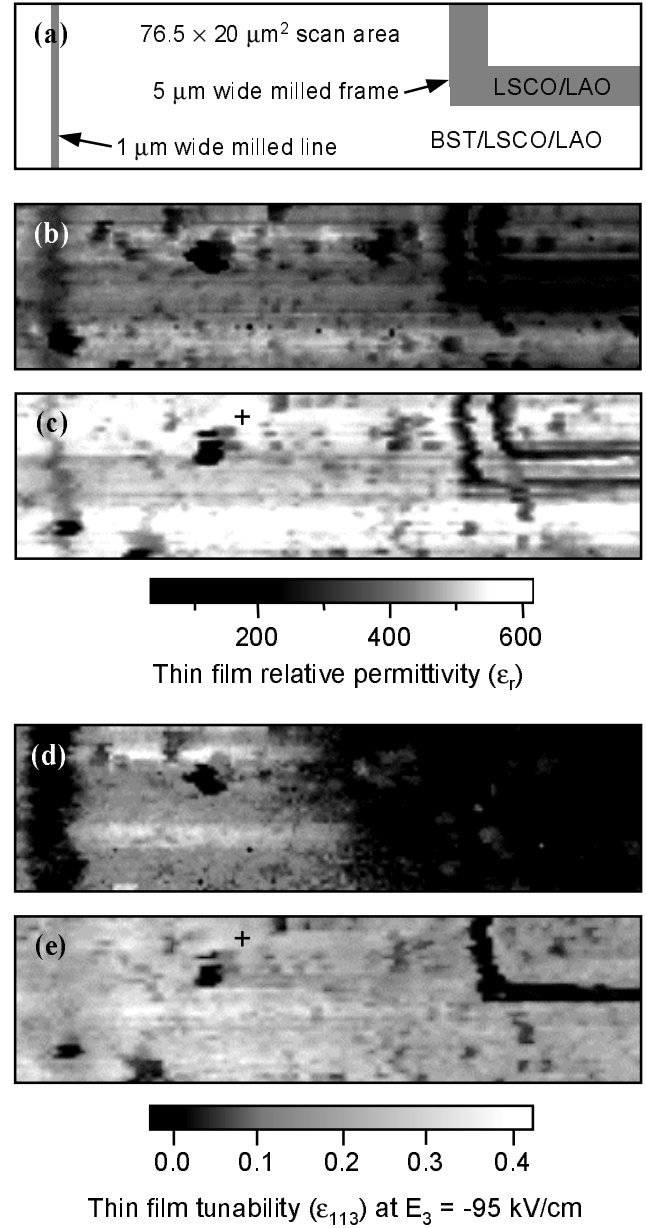 (a)
76.5 × 20 μm² scan area
5 μm wide milled frame
LSCO/LAO
1 μm wide milled line
BST/LSCO/LAO
(b)
(c)
+
200 400 600
Thin film relative permittivity (εr)
(d)
(e)
+
0.0 0.1 0.2 0.3 0.4
Thin film tunability (ε113) at E3 = -95 kV/cm